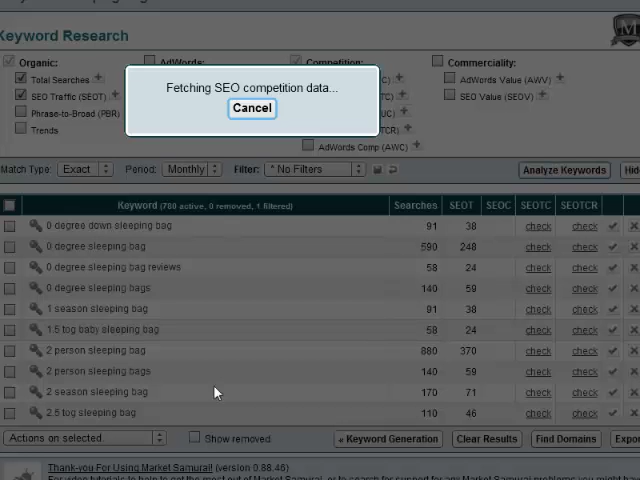 Keyword Research
Organic:
AdWords:
Competition:
Commerciality:
Total Searches
SEO Traffic (SEOT)
Phrase-to-Broad (PBR)
Trends
AdWords Value (AWV)
SEO Value (SEOV)
AdWords Comp (AWC)
Fetching SEO competition data...
Cancel
Match Type: Exact Period: Monthly Filter: * No Filters Analyze Keywords
Keyword (780 active, 0 removed, 1 filtered) Searches SEOT SEOC SEOTC SEOTCR
0 degree down sleeping bag 91 38 check check
0 degree sleeping bag 590 248 check check
0 degree sleeping bag reviews 58 24 check check
0 degree sleeping bags 140 59 check check
1 season sleeping bag 91 38 check check
1.5 tog baby sleeping bag 58 24 check check
2 person sleeping bag 880 370 check check
2 person sleeping bags 140 59 check check
2 season sleeping bag 170 71 check check
2.5 tog sleeping bag 110 46 check check
Actions on selected. Show removed « Keyword Generation Clear Results Find Domains
Thank-you For Using Market Samurai! (version 0.88.46)